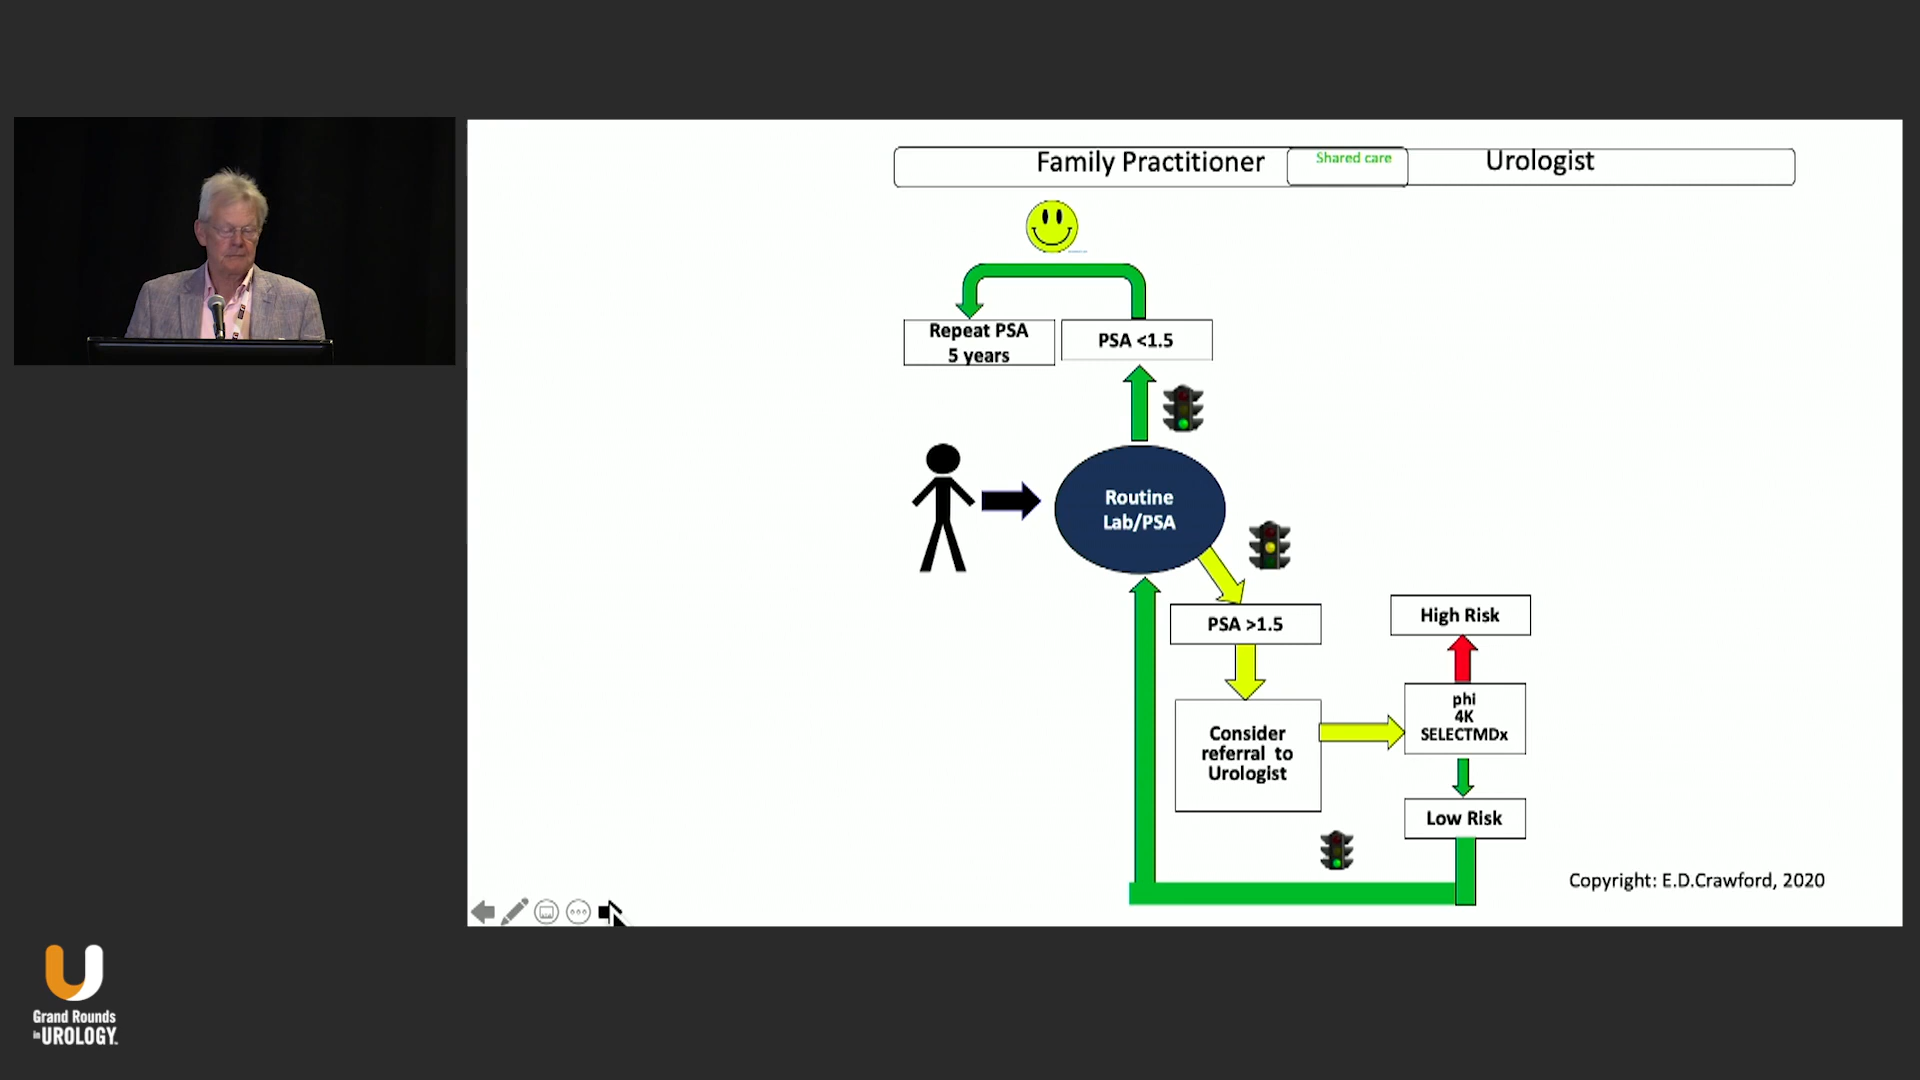 Family Practitioner
Shared care
Urologist
Repeat PSA
5 years
PSA <1.5
Routine
Lab/PSA
PSA >1.5
High Risk
Consider
referral to
Urologist
phi
4K
SELECTMDx
Low Risk
Copyright: E.D.Crawford, 2020
Grand Rounds
in UROLOGY